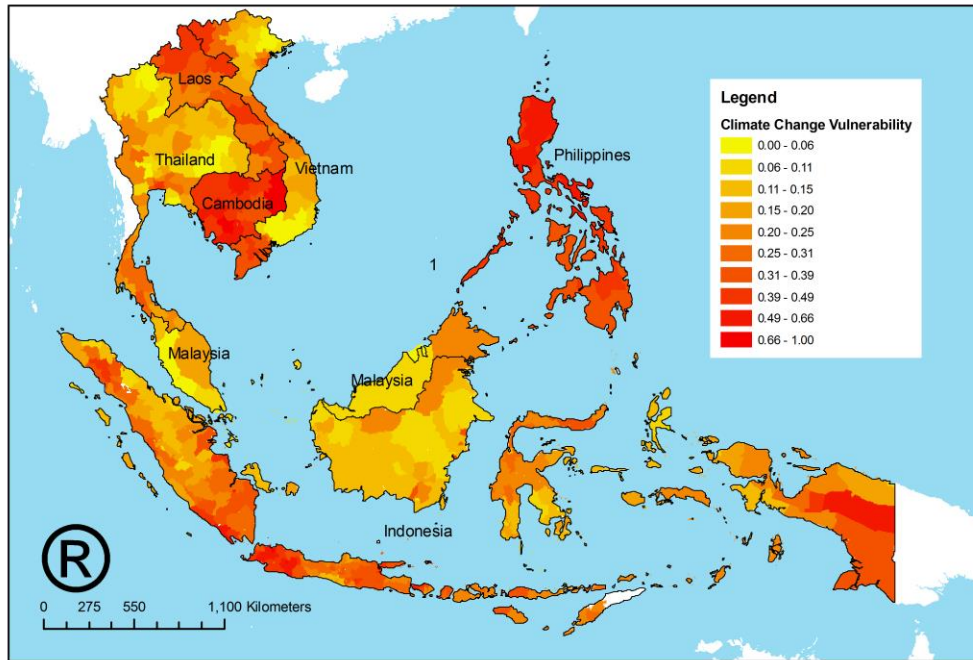 Laos
Thailand
Vietnam
Cambodia
Philippines
1
Malaysia
Malaysia
Indonesia
Legend
Climate Change Vulnerability
0.00 - 0.06
0.06 - 0.11
0.11 - 0.15
0.15 - 0.20
0.20 - 0.25
0.25 - 0.31
0.31 - 0.39
0.39 - 0.49
0.49 - 0.66
0.66 - 1.00
R
0 275 550 1,100 Kilometers